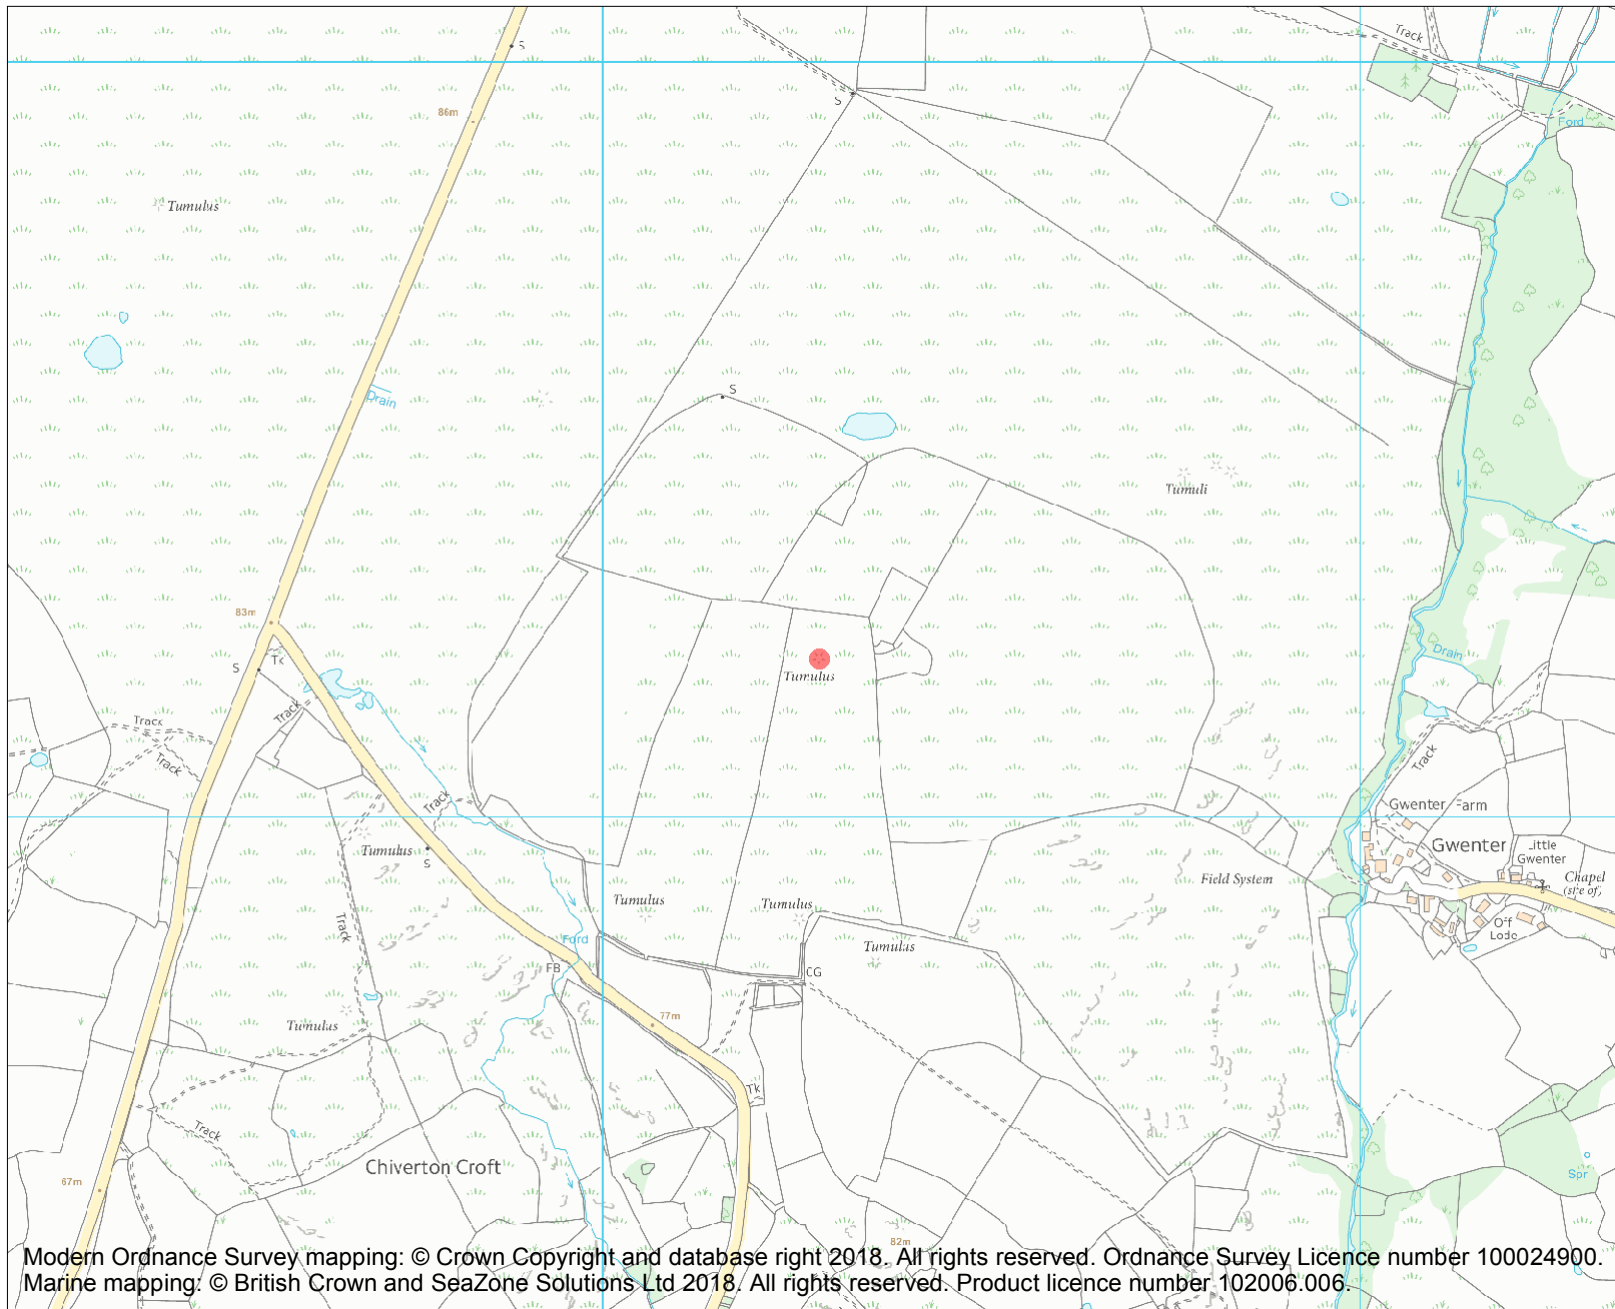 S
Track
86m
S
Ford
Tumulus
Drain
S
Tumuli
83m
S
Tk
Tumulus
Drain
Track
Track
Track
Track
Track
Gwenter Farm
Tumulus
S
Gwenter
Little
Gwenter
Chapel
(site of)
Field System
Tumulus
Tumulus
Track
Off
Lode
Ford
Tumulus
FB
CG
77m
Tumulus
Tk
Track
Chiverton Croft
67m
Spr
82m
Modern Ordnance Survey mapping: © Crown Copyright and database right 2018. All rights reserved. Ordnance Survey Licence number 100024900.
Marine mapping: © British Crown and SeaZone Solutions Ltd 2018. All rights reserved. Product licence number 102006.006.